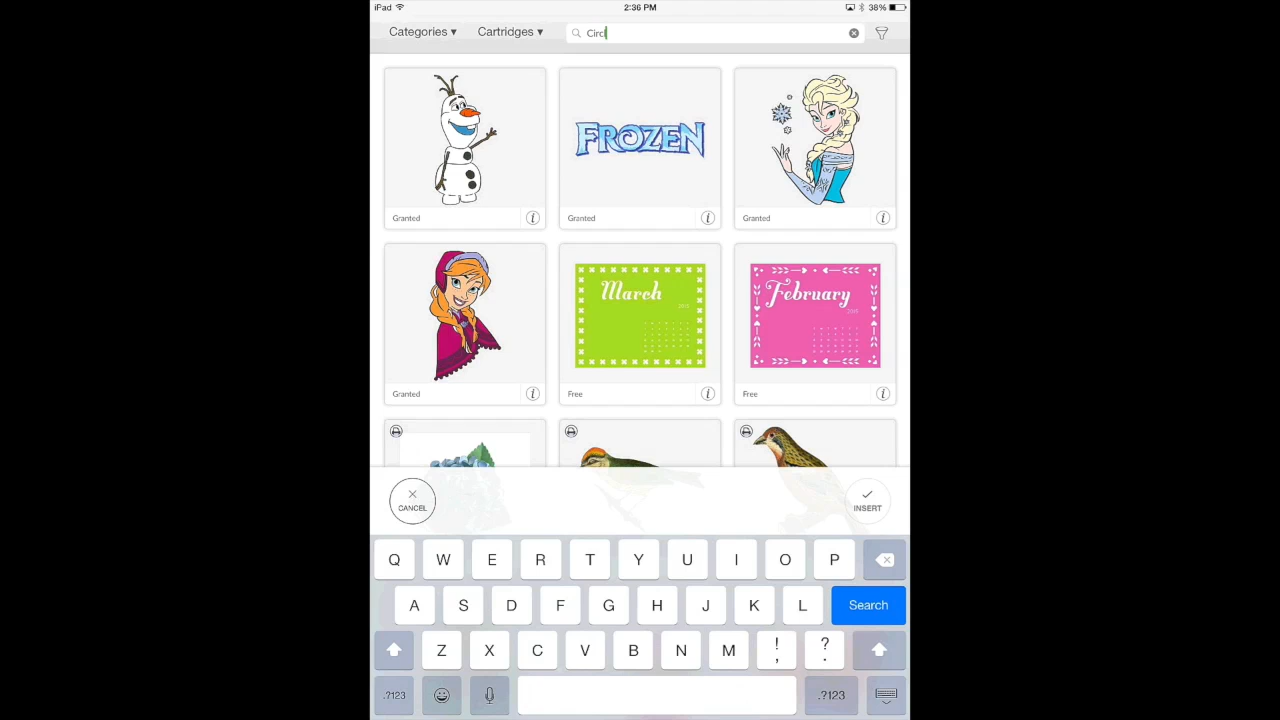 iPad 2:36 PM 38%
Categories ▾ Cartridges ▾ Circl
FROZEN
Granted Granted Granted
March
February
Granted Free Free
CANCEL INSERT
Q W E R T Y U I O P
A S D F G H J K L Search
Z X C V B N M ! , ? .
.?123 .?123